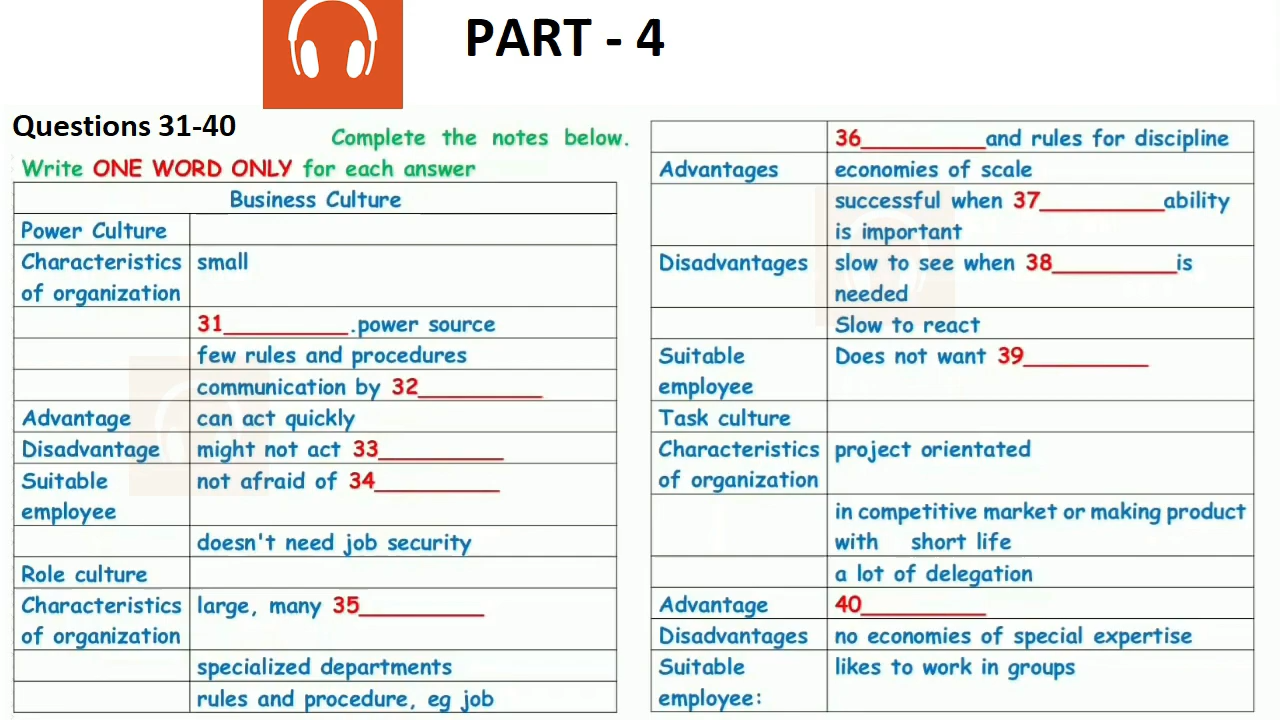 PART - 4
Questions 31-40
Complete the notes below.
Write ONE WORD ONLY for each answer
Business Culture
Power Culture
Characteristics of organization | small
31__________.power source
few rules and procedures
communication by 32__________
Advantage | can act quickly
Disadvantage | might not act 33__________
Suitable employee | not afraid of 34__________
doesn't need job security
Role culture
Characteristics of organization | large, many 35__________
specialized departments
rules and procedure, eg job
36__________and rules for discipline
Advantages | economies of scale
successful when 37__________ability
is important
Disadvantages | slow to see when 38__________is
needed
Slow to react
Suitable employee | Does not want 39__________
Task culture
Characteristics of organization | project orientated
in competitive market or making product
with short life
a lot of delegation
Advantage | 40__________
Disadvantages | no economies of special expertise
Suitable employee: | likes to work in groups